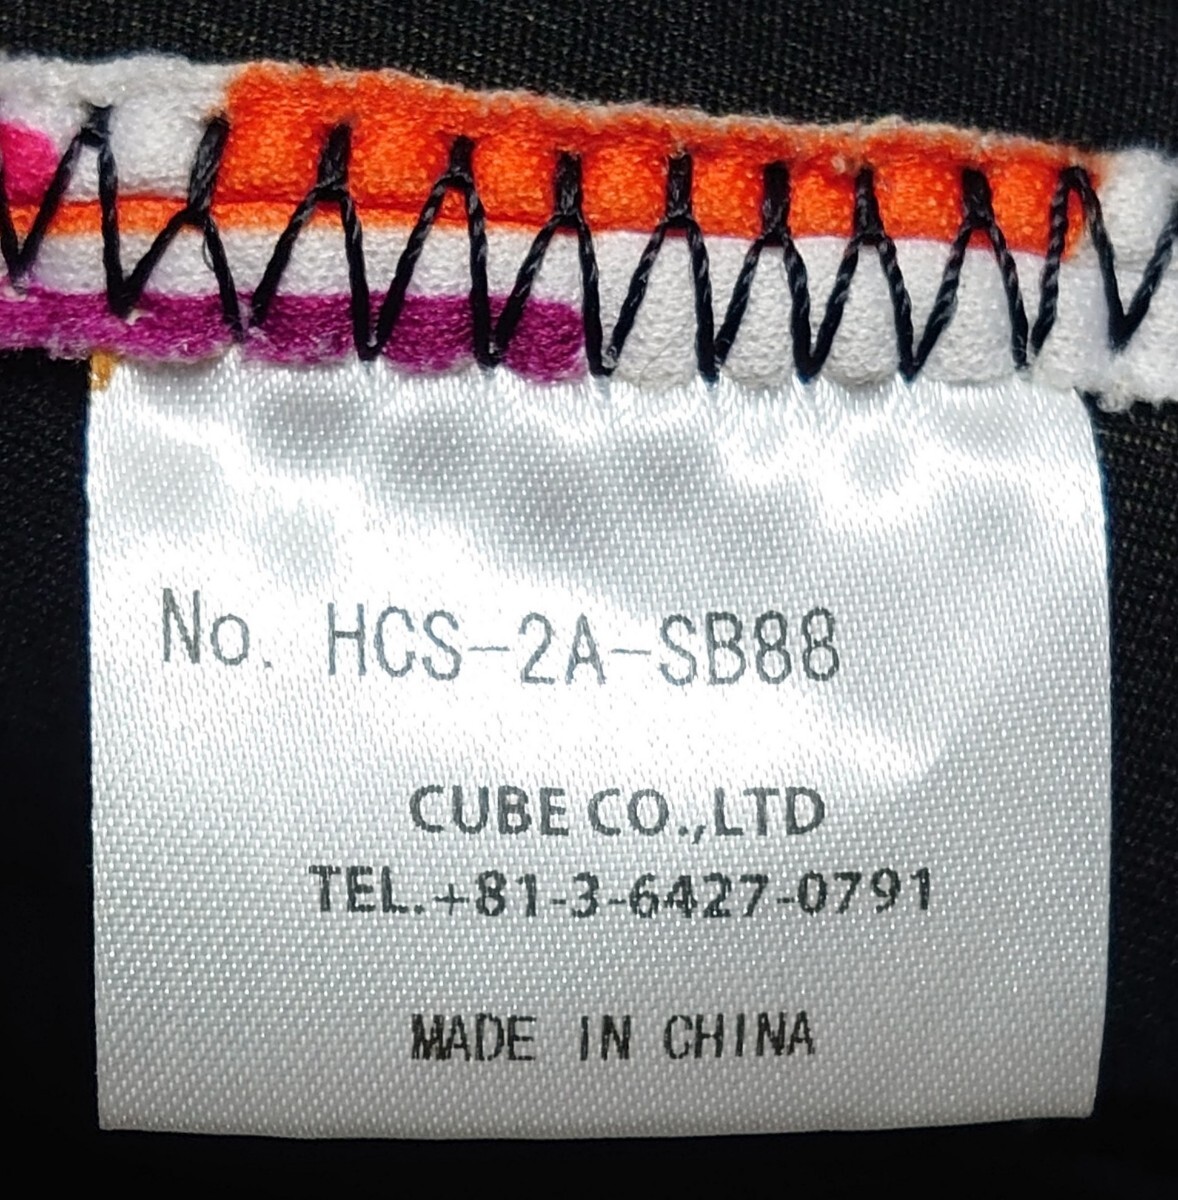 No. HCS-2A-SB88
CUBE CO.,LTD
TEL.+81-3-6427-0791
MADE IN CHINA